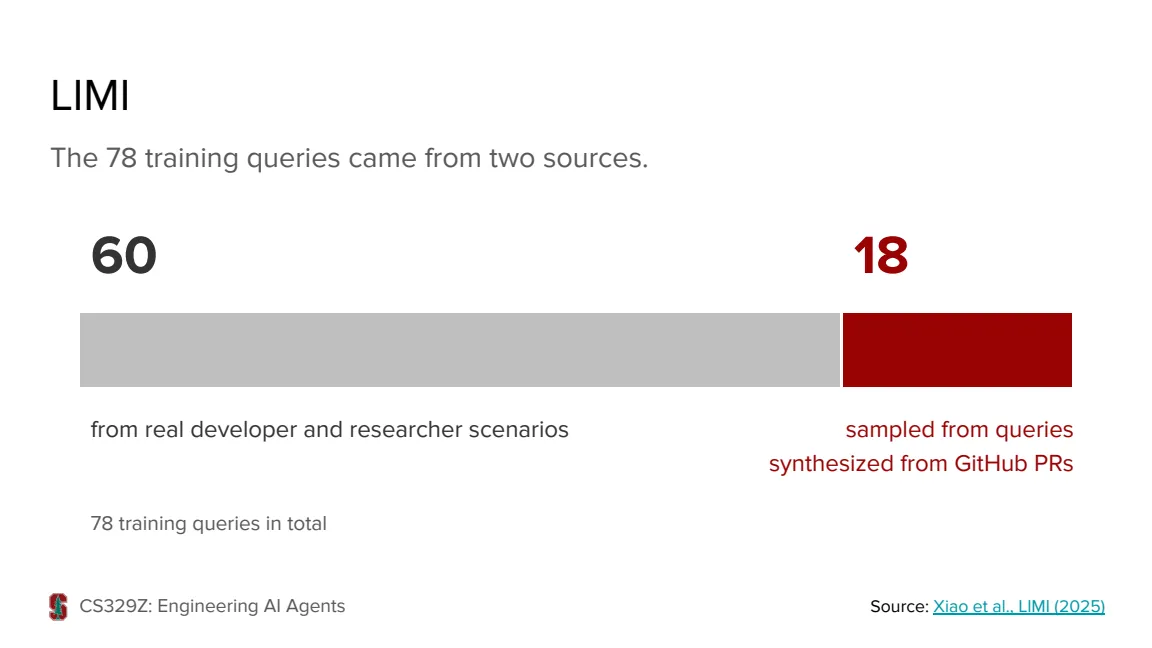 LIMI
The 78 training queries came from two sources.
60
18
from real developer and researcher scenarios
sampled from queries
synthesized from GitHub PRs
78 training queries in total
CS329Z: Engineering AI Agents
Source: Xiao et al., LIMI (2025)